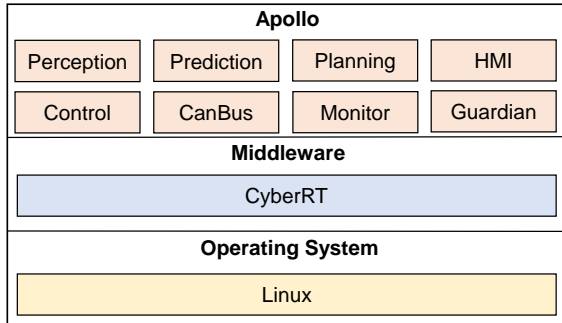 Apollo
Perception Prediction Planning HMI
Control CanBus Monitor Guardian
Middleware
CyberRT
Operating System
Linux